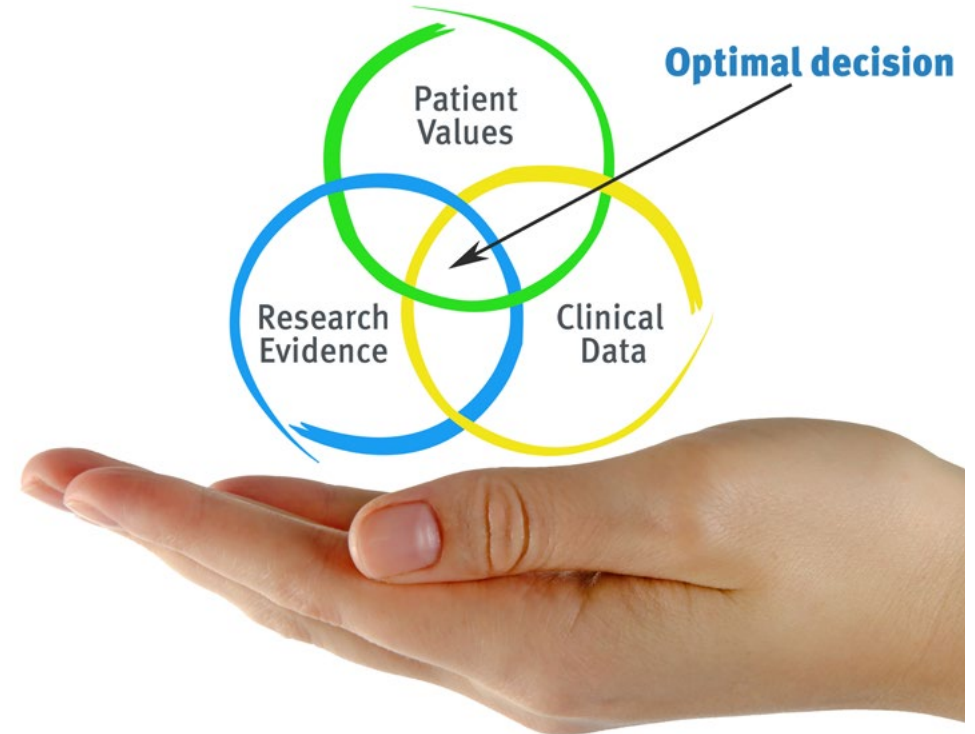 Optimal decision
Patient
Values
Research
Evidence
Clinical
Data